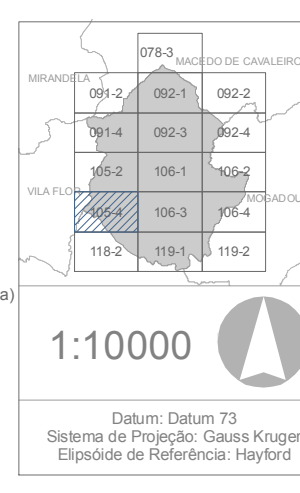 078-3
MACEDO DE CAVALEIRO
MIRANDELA
091-2 092-1 092-2
091-4 092-3 092-4
105-2 106-1 106-2
VILA FLOR
MOGADOU
105-4 106-3 106-4
118-2 119-1 119-2
a)
1:10000
Datum: Datum 73
Sistema de Projeção: Gauss Kruger
Elipsóide de Referência: Hayford